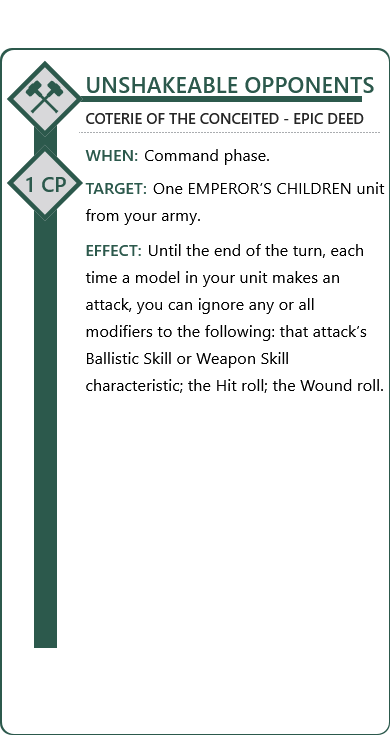 UNSHAKEABLE OPPONENTS
COTERIE OF THE CONCEITED - EPIC DEED
WHEN: Command phase.
1 CP
TARGET: One EMPEROR’S CHILDREN unit
from your army.
EFFECT: Until the end of the turn, each
time a model in your unit makes an
attack, you can ignore any or all
modifiers to the following: that attack’s
Ballistic Skill or Weapon Skill
characteristic; the Hit roll; the Wound roll.